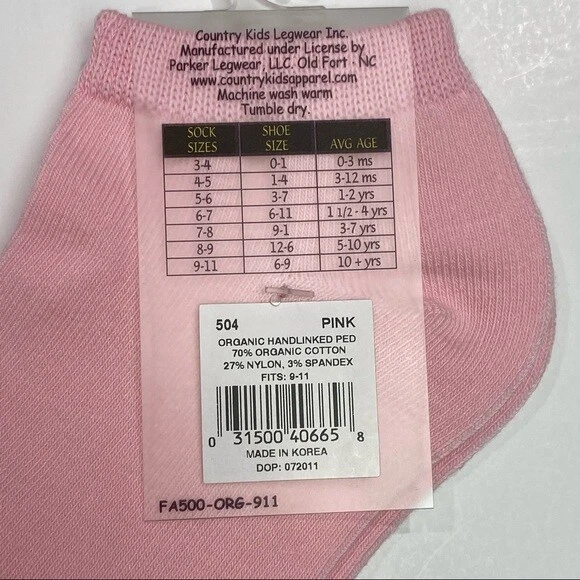 Country Kids Legwear Inc.
Manufactured under License by
Parker Legwear, LLC. Old Fort - NC
www.countrykidsapparel.com
Machine wash warm
Tumble dry.
SOCK SIZES SHOE SIZE AVG AGE
3-4 0-1 0-3 ms
4-5 1-4 3-12 ms
5-6 3-7 1-2 yrs
6-7 6-11 1 1/2 - 4 yrs
7-8 9-1 3-7 yrs
8-9 12-6 5-10 yrs
9-11 6-9 10 + yrs
504 PINK
ORGANIC HANDLINKED PED
70% ORGANIC COTTON
27% NYLON, 3% SPANDEX
FITS: 9-11
0 31500 40665 8
MADE IN KOREA
DOP: 072011
FA500-ORG-911